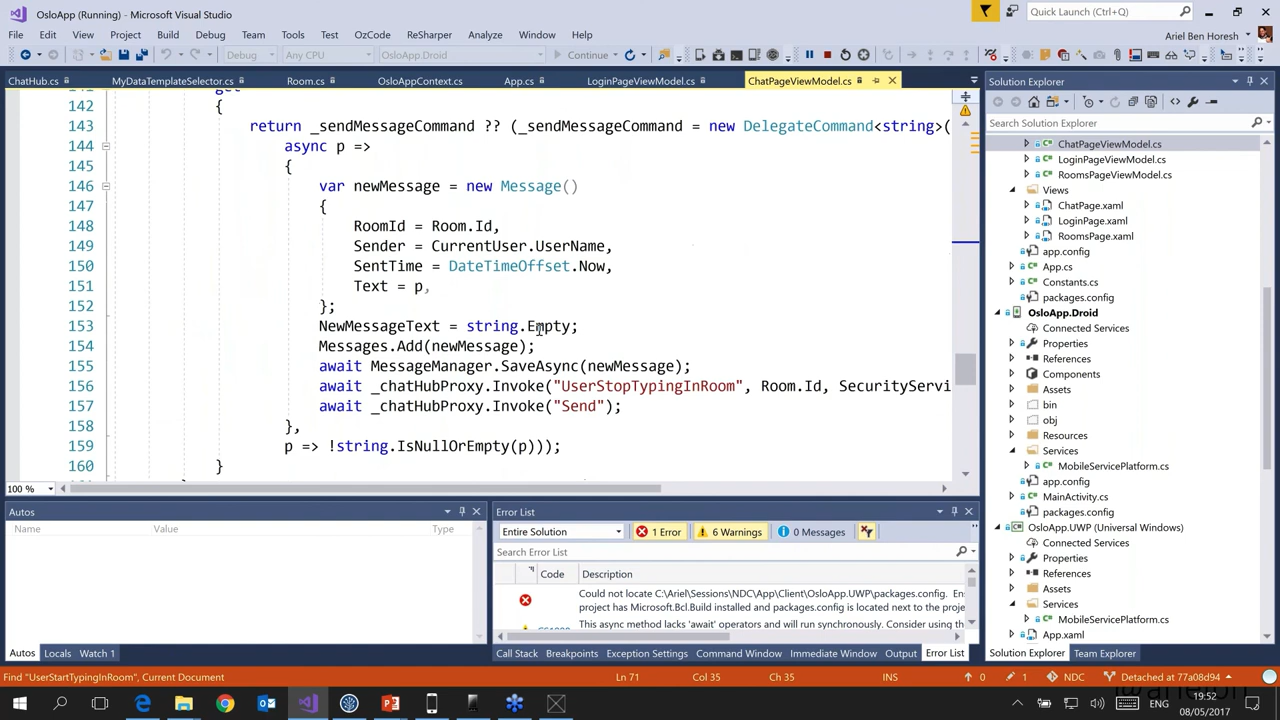 OsloApp (Running) - Microsoft Visual Studio
Quick Launch (Ctrl+Q)
File Edit View Project Build Debug Team Tools Test OzCode ReSharper Analyze Window Help
Ariel Ben Horesh
Debug Any CPU OsloApp.Droid Continue
ChatHub.cs MyDataTemplateSelector.cs Room.cs OsloAppContext.cs App.cs LoginPageViewModel.cs ChatPageViewModel.cs
142 {
143 return _sendMessageCommand ?? (_sendMessageCommand = new DelegateCommand<string>(
144 async p =>
145 {
146 var newMessage = new Message()
147 {
148 RoomId = Room.Id,
149 Sender = CurrentUser.UserName,
150 SentTime = DateTimeOffset.Now,
151 Text = p,
152 };
153 NewMessageText = string.Empty;
154 Messages.Add(newMessage);
155 await MessageManager.SaveAsync(newMessage);
156 await _chatHubProxy.Invoke("UserStopTypingInRoom", Room.Id, SecurityServi
157 await _chatHubProxy.Invoke("Send");
158 },
159 p => !string.IsNullOrEmpty(p)));
160 }
100 %
Solution Explorer
Search Solution Explorer
ChatPageViewModel.cs
LoginPageViewModel.cs
RoomsPageViewModel.cs
Views
ChatPage.xaml
LoginPage.xaml
RoomsPage.xaml
app.config
App.cs
Constants.cs
packages.config
OsloApp.Droid
Connected Services
Properties
References
Components
Assets
bin
obj
Resources
Services
MobileServicePlatform.cs
app.config
MainActivity.cs
packages.config
OsloApp.UWP (Universal Windows)
Connected Services
Properties
References
Assets
Services
MobileServicePlatform.cs
App.xaml
Solution Explorer Team Explorer
Autos
Name Value Type
Autos Locals Watch 1
Error List
Entire Solution 1 Error 6 Warnings 0 Messages
Search Error List
Code Description
Could not locate C:\Ariel\Sessions\NDC\App\Client\OsloApp.UWP\packages.config. En
project has Microsoft.Bcl.Build installed and packages.config is located next to the proje
This async method lacks 'await' operators and will run synchronously. Consider using th
Call Stack Breakpoints Exception Settings Command Window Immediate Window Output Error List
Find "UserStartTypingInRoom", Current Document Ln 71 Col 35 Ch 35 INS 0 1 NDC Detached at 77a08d94
ENG
19:52
08/05/2017